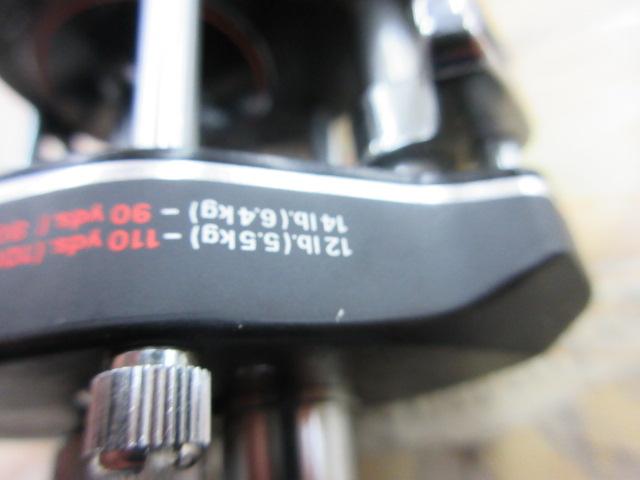 12 lb. (5.5 kg) – 110 yds.
14 lb. (6.4 kg) – 90 yds.